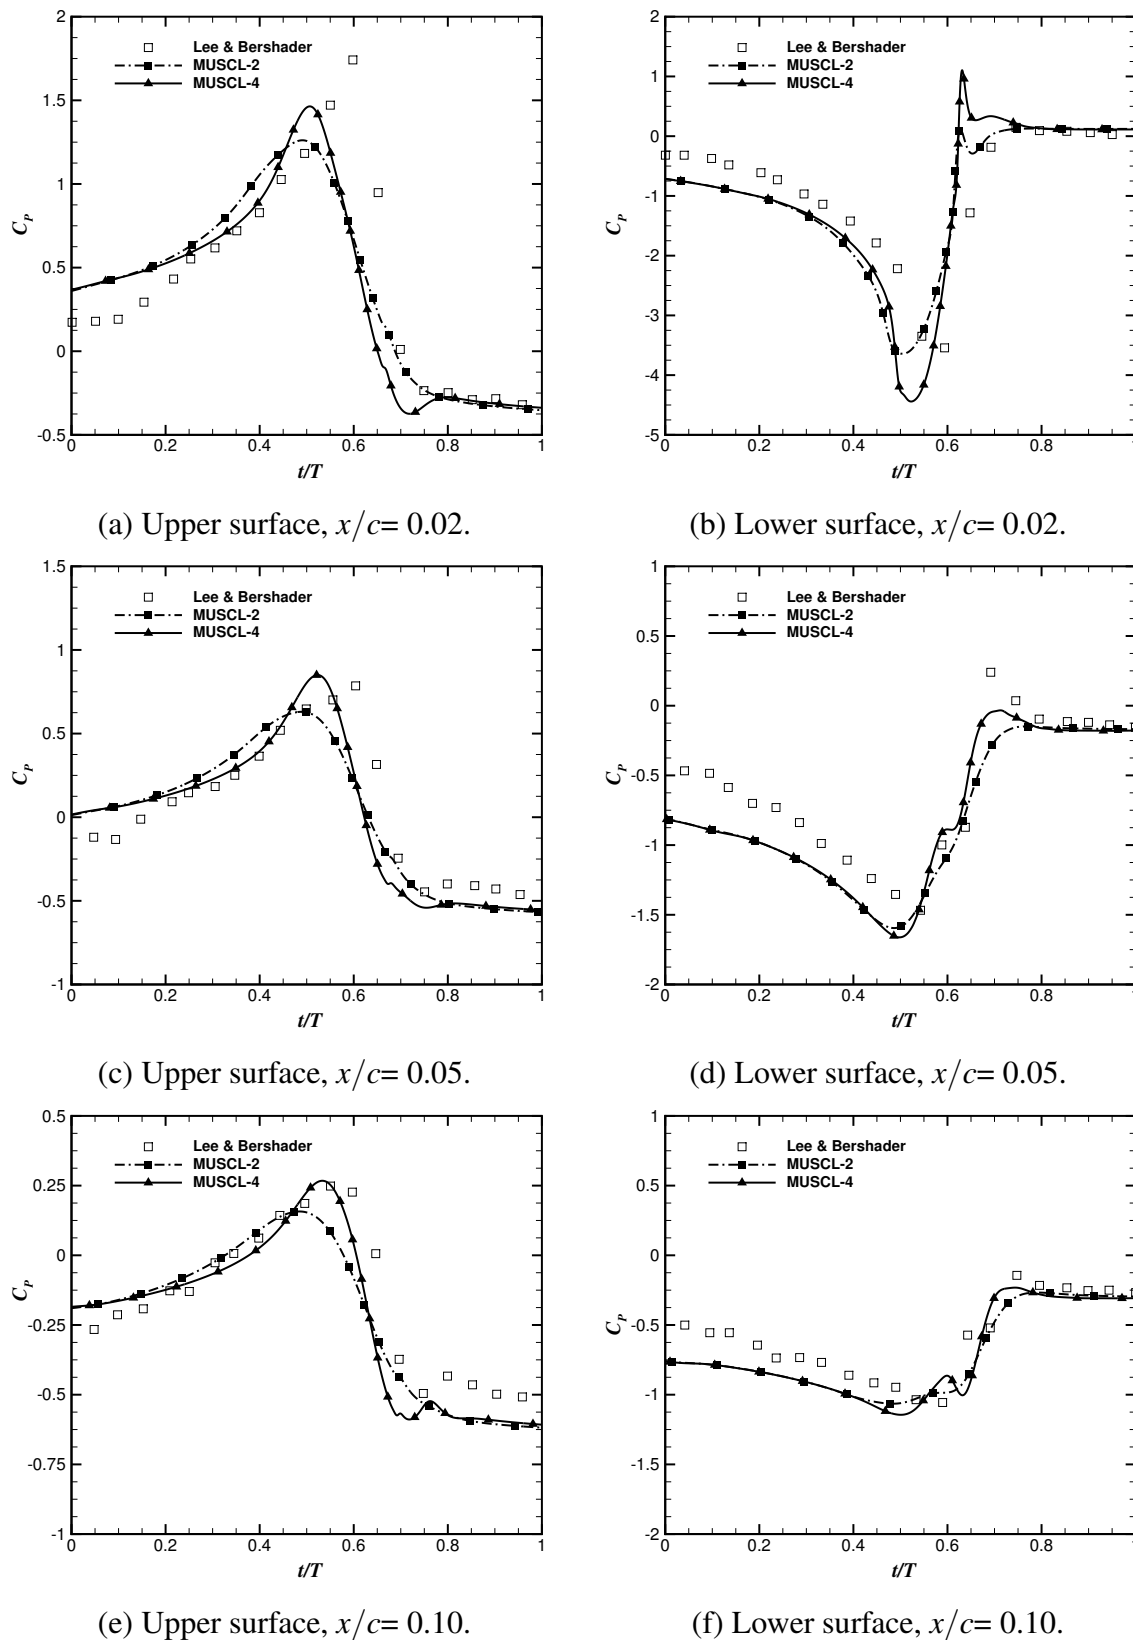 2
1.5
1
0.5
0
-0.5
C_P
Lee & Bershader
MUSCL-2
MUSCL-4
0 0.2 0.4 0.6 0.8 1
t/T
(a) Upper surface, x/c= 0.02.
2
1
0
-1
-2
-3
-4
-5
C_P
Lee & Bershader
MUSCL-2
MUSCL-4
0 0.2 0.4 0.6 0.8 1
t/T
(b) Lower surface, x/c= 0.02.
1.5
1
0.5
0
-0.5
-1
C_P
Lee & Bershader
MUSCL-2
MUSCL-4
0 0.2 0.4 0.6 0.8 1
t/T
(c) Upper surface, x/c= 0.05.
1
0.5
0
-0.5
-1
-1.5
-2
C_P
Lee & Bershader
MUSCL-2
MUSCL-4
0 0.2 0.4 0.6 0.8 1
t/T
(d) Lower surface, x/c= 0.05.
0.5
0.25
0
-0.25
-0.5
-0.75
-1
C_P
Lee & Bershader
MUSCL-2
MUSCL-4
0 0.2 0.4 0.6 0.8 1
t/T
(e) Upper surface, x/c= 0.10.
1
0.5
0
-0.5
-1
-1.5
-2
C_P
Lee & Bershader
MUSCL-2
MUSCL-4
0 0.2 0.4 0.6 0.8
t/T
(f) Lower surface, x/c= 0.10.